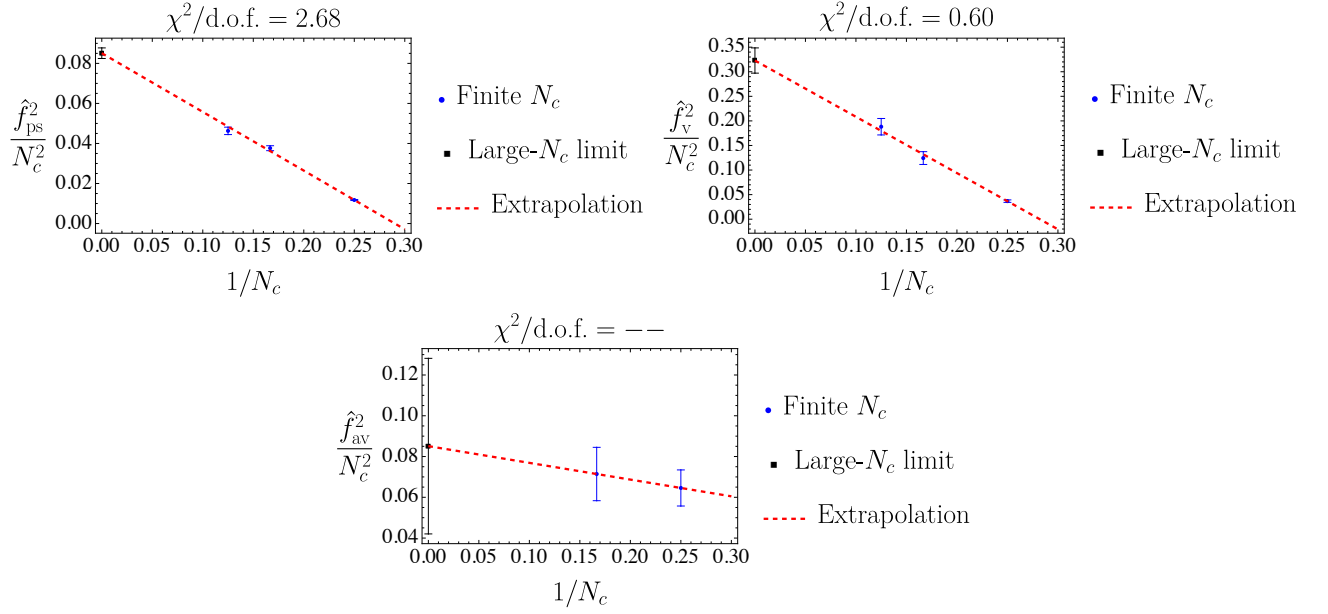 χ²/d.o.f. = 2.68
0.08
0.06
0.04
0.02
0.00
f̂²_ps / N_c²
0.00 0.05 0.10 0.15 0.20 0.25 0.30
1/N_c
Finite N_c
Large-N_c limit
Extrapolation
χ²/d.o.f. = 0.60
0.35
0.30
0.25
0.20
0.15
0.10
0.05
0.00
f̂²_v / N_c²
0.00 0.05 0.10 0.15 0.20 0.25 0.30
1/N_c
Finite N_c
Large-N_c limit
Extrapolation
χ²/d.o.f. = −−
0.12
0.10
0.08
0.06
0.04
f̂²_av / N_c²
0.00 0.05 0.10 0.15 0.20 0.25 0.30
1/N_c
Finite N_c
Large-N_c limit
Extrapolation